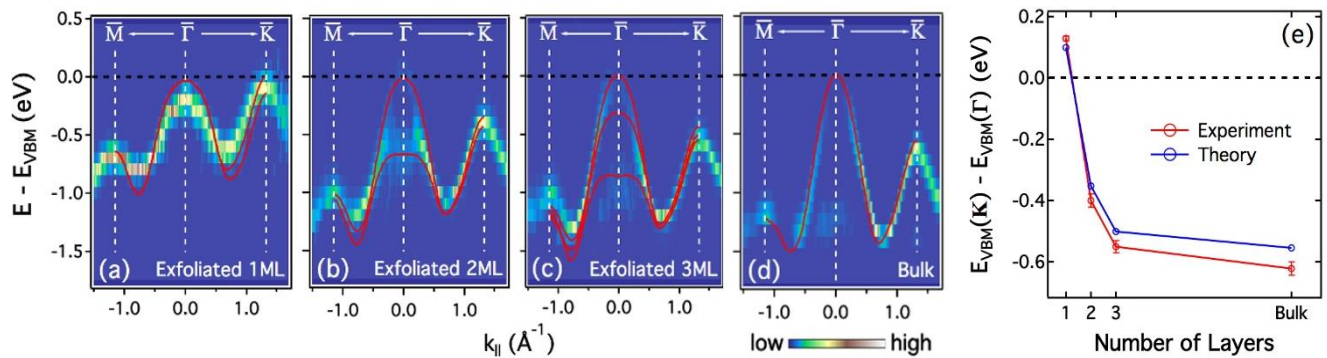 M̅ Γ̅ K̅
M̅ Γ̅ K̅
M̅ Γ̅ K̅
M̅ Γ̅ K̅
E - E_VBM (eV)
0.5
0.0
-0.5
-1.0
-1.5
(a) Exfoliated 1ML
(b) Exfoliated 2ML
(c) Exfoliated 3ML
(d) Bulk
-1.0 0.0 1.0
-1.0 0.0 1.0
-1.0 0.0 1.0
-1.0 0.0 1.0
k|| (Å⁻¹)
low high
(e)
E_VBM(K̅) - E_VBM(Γ̅) (eV)
0.2
0.0
-0.2
-0.4
-0.6
Experiment
Theory
1 2 3 Bulk
Number of Layers